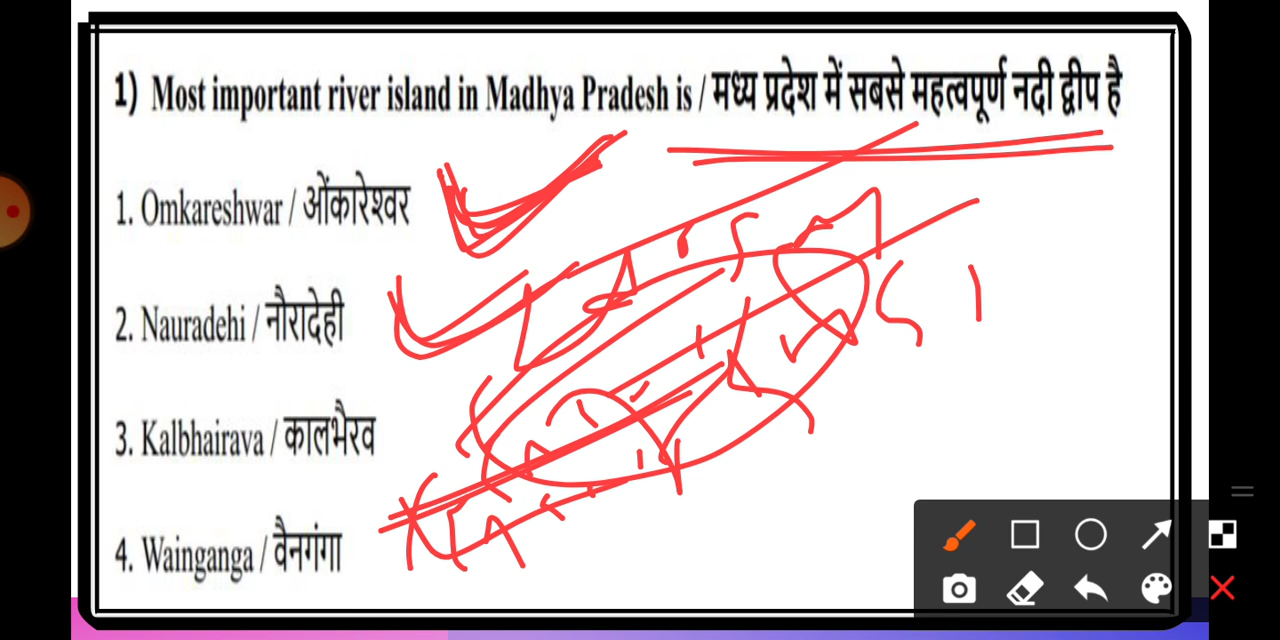 1) Most important river island in Madhya Pradesh is / मध्य प्रदेश में सबसे महत्वपूर्ण नदी द्वीप है
1. Omkareshwar / ओंकारेश्वर
2. Nauradehi / नौरादेही
3. Kalbhairava / कालभैरव
4. Wainganga / वैनगंगा